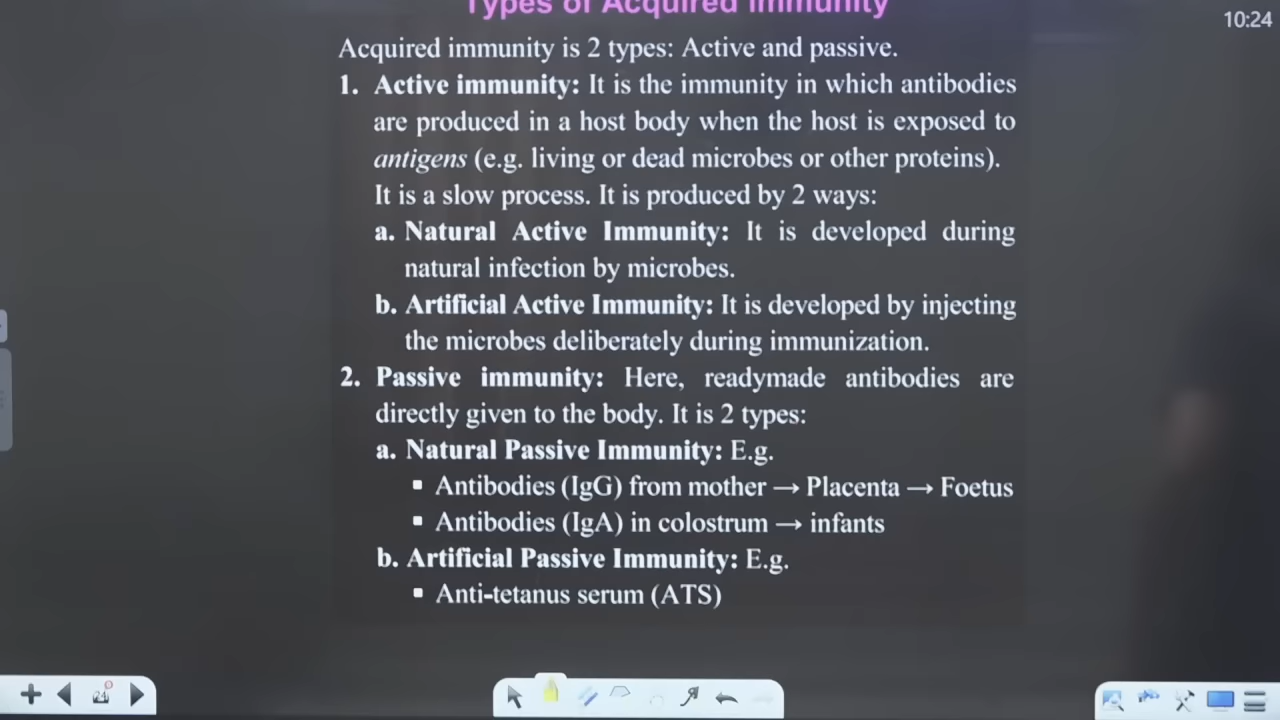 Types of Acquired Immunity
10:24
Acquired immunity is 2 types: Active and passive.
1. Active immunity: It is the immunity in which antibodies
are produced in a host body when the host is exposed to
antigens (e.g. living or dead microbes or other proteins).
It is a slow process. It is produced by 2 ways:
a. Natural Active Immunity: It is developed during
natural infection by microbes.
b. Artificial Active Immunity: It is developed by injecting
the microbes deliberately during immunization.
2. Passive immunity: Here, readymade antibodies are
directly given to the body. It is 2 types:
a. Natural Passive Immunity: E.g.
▪ Antibodies (IgG) from mother → Placenta → Foetus
▪ Antibodies (IgA) in colostrum → infants
b. Artificial Passive Immunity: E.g.
▪ Anti-tetanus serum (ATS)
24